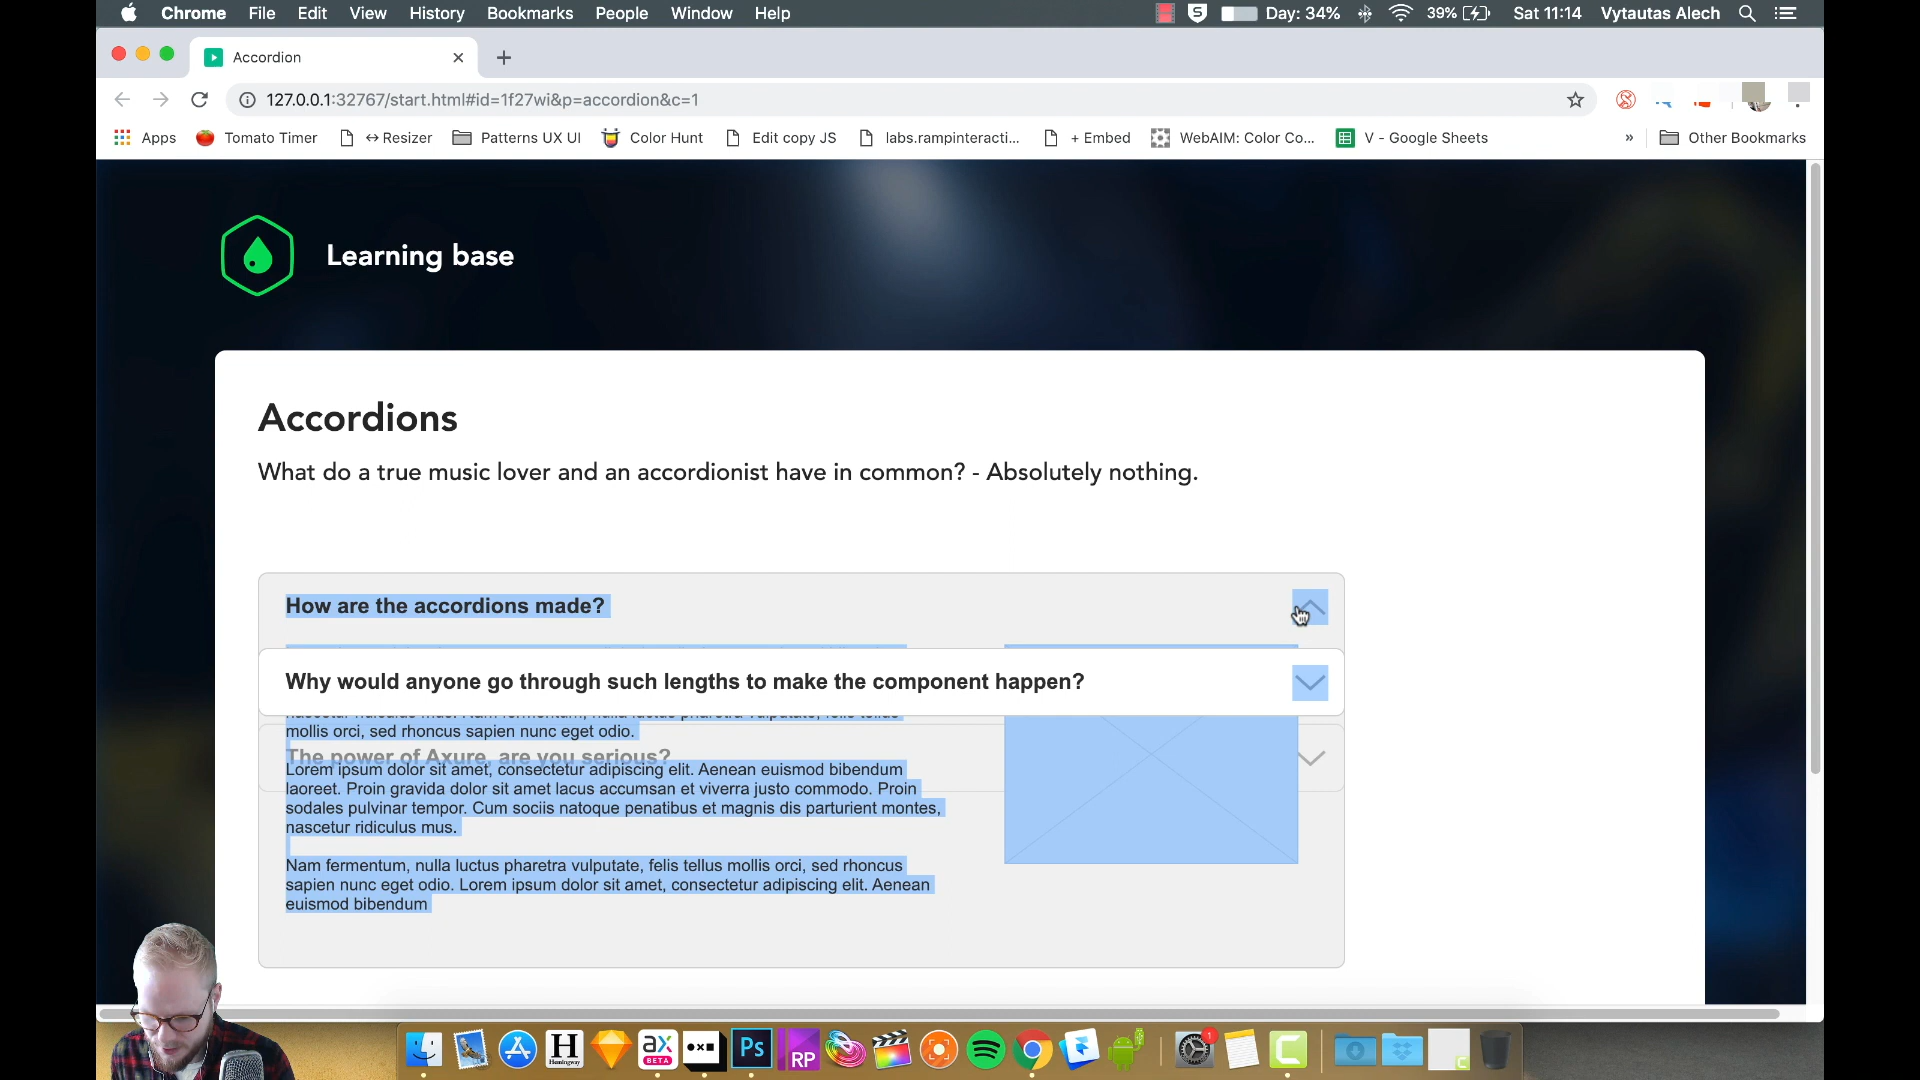 Chrome File Edit View History Bookmarks People Window Help
S Day: 34% 39% Sat 11:14 Vytautas Alech
Accordion
127.0.0.1:32767/start.html#id=1f27wi&p=accordion&c=1
Apps Tomato Timer ↔Resizer Patterns UX UI Color Hunt Edit copy JS labs.rampinteracti... + Embed WebAIM: Color Co... V - Google Sheets » Other Bookmarks
Learning base
Accordions
What do a true music lover and an accordionist have in common? - Absolutely nothing.
How are the accordions made?
Why would anyone go through such lengths to make the component happen?
mollis orci, sed rhoncus sapien nunc eget odio.
The power of Axure, are you serious?
Lorem ipsum dolor sit amet, consectetur adipiscing elit. Aenean euismod bibendum
laoreet. Proin gravida dolor sit amet lacus accumsan et viverra justo commodo. Proin
sodales pulvinar tempor. Cum sociis natoque penatibus et magnis dis parturient montes,
nascetur ridiculus mus.
Nam fermentum, nulla luctus pharetra vulputate, felis tellus mollis orci, sed rhoncus
sapien nunc eget odio. Lorem ipsum dolor sit amet, consectetur adipiscing elit. Aenean
euismod bibendum
H Hemingway ax BETA Ps RP 1